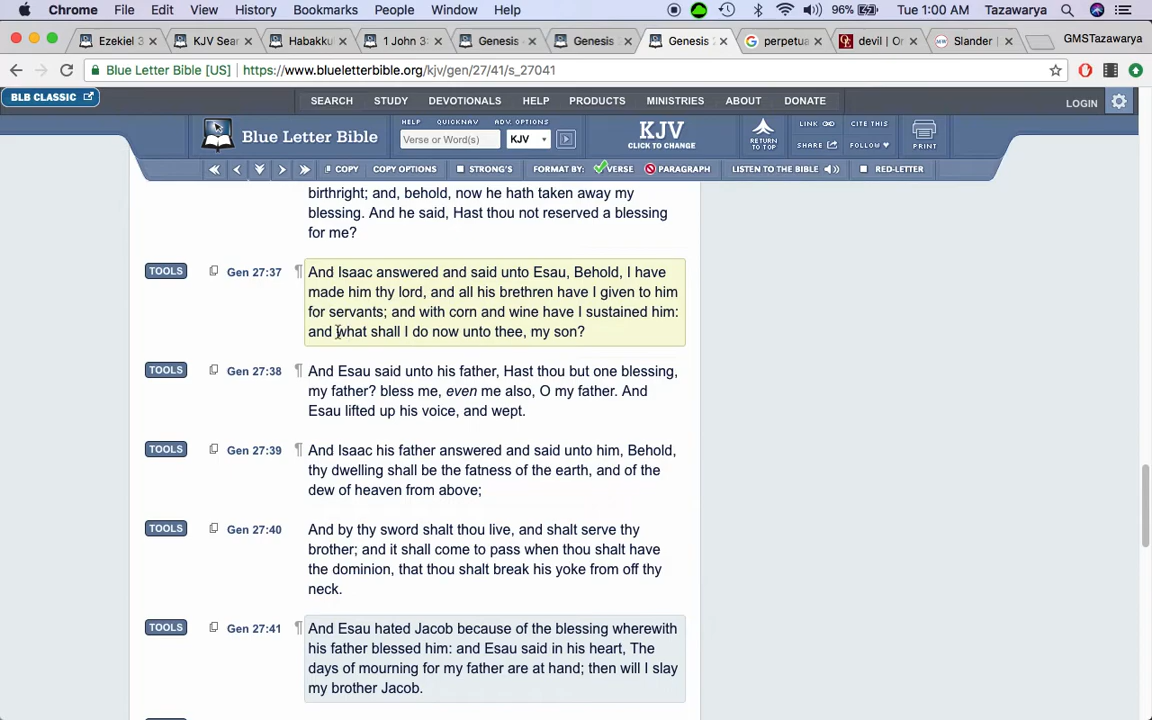 Chrome File Edit View History Bookmarks People Window Help 96% Tue 1:00 AM Tazawarya
Ezekiel 3 KJV Sear Habakku 1 John 3: Genesis Genesis Genesis 2 perpetua devil | Or Slander | GMSTazawarya
Blue Letter Bible [US] https://www.blueletterbible.org/kjv/gen/27/41/s_27041
BLB CLASSIC
SEARCH STUDY DEVOTIONALS HELP PRODUCTS MINISTRIES ABOUT DONATE LOGIN
HELP QUICKNAV ADV. OPTIONS
Blue Letter Bible Verse or Word(s) KJV
KJV
CLICK TO CHANGE
RETURN TO TOP
LINK CITE THIS
SHARE FOLLOW PRINT
COPY COPY OPTIONS STRONG'S FORMAT BY: VERSE PARAGRAPH LISTEN TO THE BIBLE RED-LETTER
birthright; and, behold, now he hath taken away my
blessing. And he said, Hast thou not reserved a blessing
for me?
TOOLS Gen 27:37 ¶ And Isaac answered and said unto Esau, Behold, I have
made him thy lord, and all his brethren have I given to him
for servants; and with corn and wine have I sustained him:
and what shall I do now unto thee, my son?
TOOLS Gen 27:38 ¶ And Esau said unto his father, Hast thou but one blessing,
my father? bless me, even me also, O my father. And
Esau lifted up his voice, and wept.
TOOLS Gen 27:39 ¶ And Isaac his father answered and said unto him, Behold,
thy dwelling shall be the fatness of the earth, and of the
dew of heaven from above;
TOOLS Gen 27:40 And by thy sword shalt thou live, and shalt serve thy
brother; and it shall come to pass when thou shalt have
the dominion, that thou shalt break his yoke from off thy
neck.
TOOLS Gen 27:41 ¶ And Esau hated Jacob because of the blessing wherewith
his father blessed him: and Esau said in his heart, The
days of mourning for my father are at hand; then will I slay
my brother Jacob.